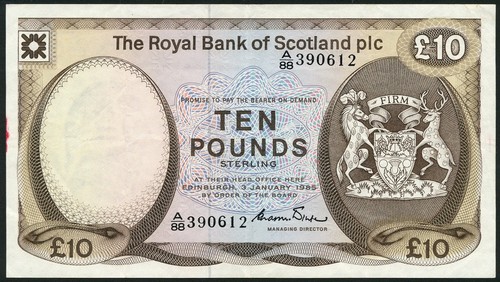 The Royal Bank of Scotland plc
£10
A/88 390612
FIRM
PROMISE TO PAY THE BEARER ON DEMAND
TEN
POUNDS
STERLING
AT THEIR HEAD OFFICE HERE
EDINBURGH, 3 JANUARY 1985
BY ORDER OF THE BOARD
A/88 390612
MANAGING DIRECTOR
£10
£10